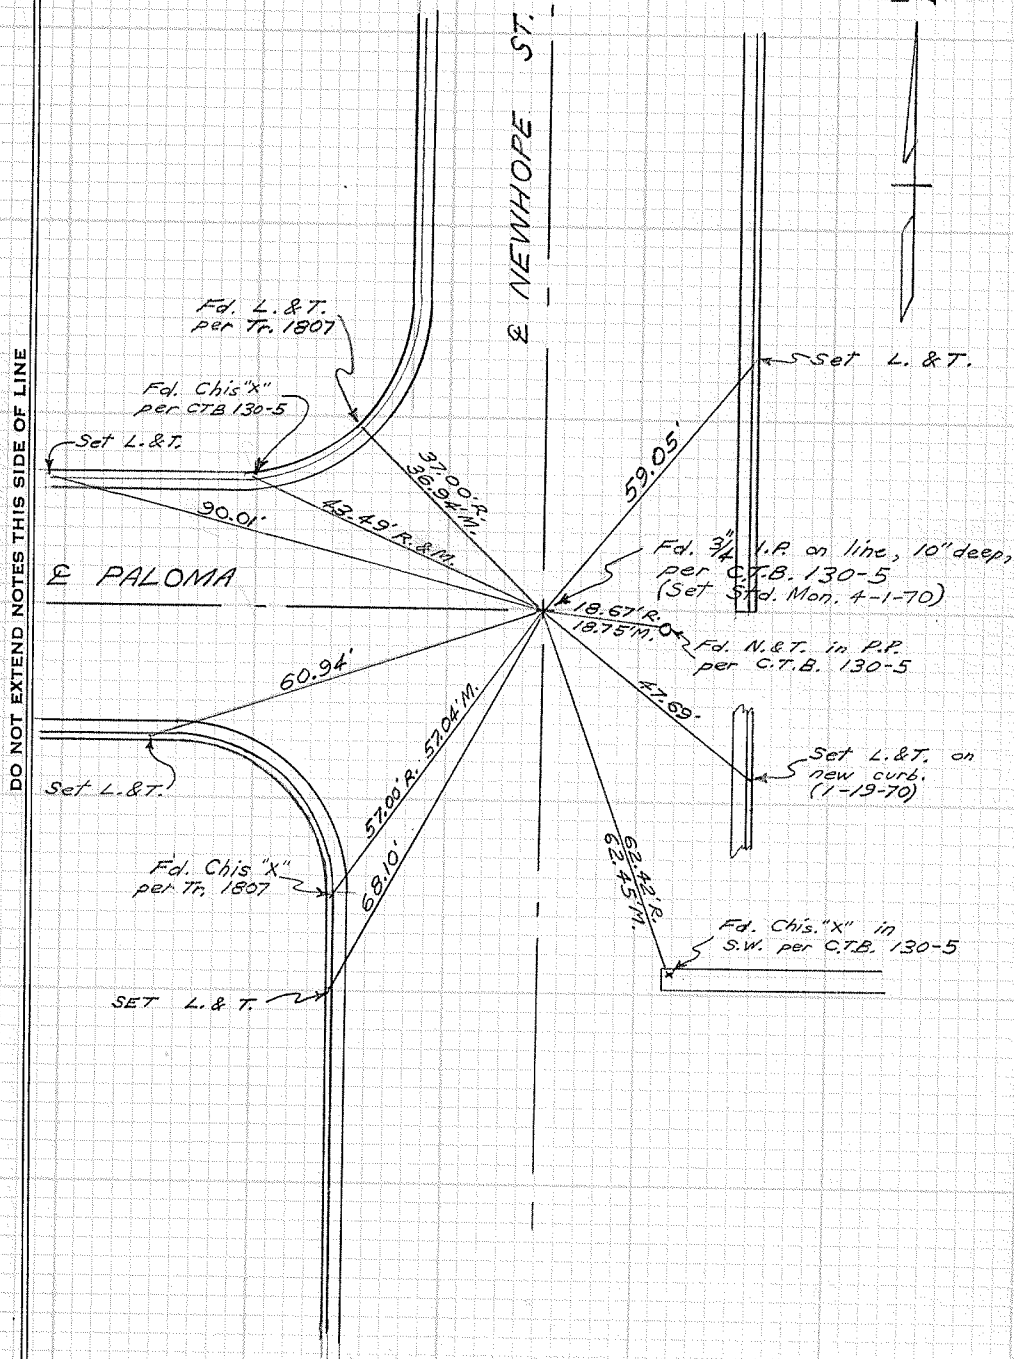 DO NOT EXTEND NOTES THIS SIDE OF LINE
℄ NEWHOPE ST.
Fd. L. & T.
per Tr. 1807
Fd. Chis "X"
per CTB 130-5
Set L.&T.
Set L. & T.
37.00' R.
36.94' M.
59.05'
90.01'
43.49' R.&M.
Fd. 3/4" I.P. on line, 10" deep,
per C.T.B. 130-5
(Set Std. Mon. 4-1-70)
℄ PALOMA
18.67' R.
18.75' M.
Fd. N.&T. in P.P.
per C.T.B. 130-5
60.94'
47.69'
57.00' R. 57.04' M.
Set L.&T. on
new curb.
(1-19-70)
Set L.&T.
68.10'
62.42' R.
62.45' M.
Fd. Chis "X"
per Tr. 1807
Fd. Chis. "X" in
S.W. per C.T.B. 130-5
SET L. & T.